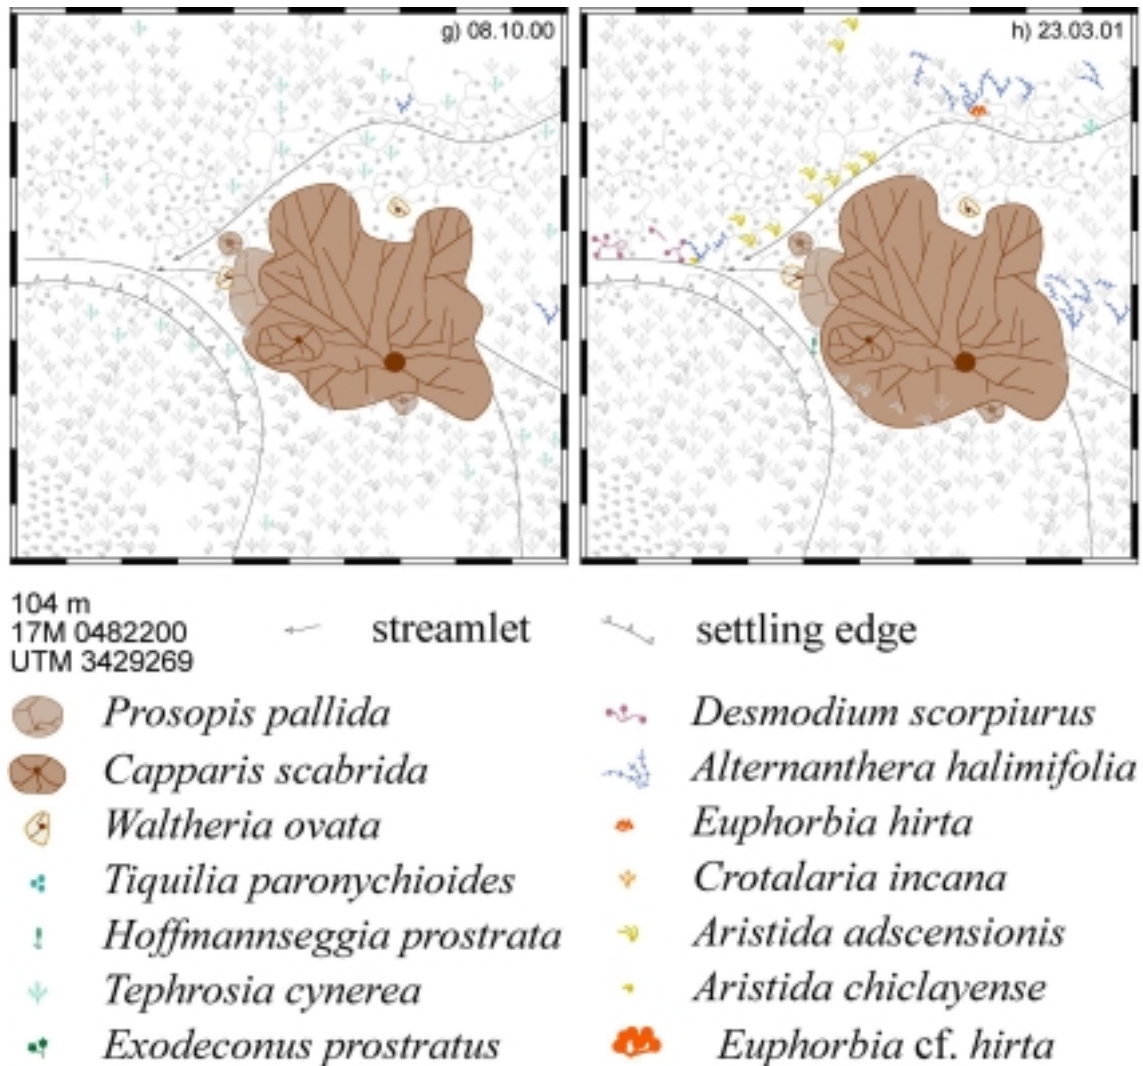 g) 08.10.00
h) 23.03.01
104 m
17M 0482200
UTM 3429269
streamlet
settling edge
Prosopis pallida
Capparis scabrida
Waltheria ovata
Tiquilia paronychioides
Hoffmannseggia prostrata
Tephrosia cynerea
Exodeconus prostratus
Desmodium scorpiurus
Alternanthera halimifolia
Euphorbia hirta
Crotalaria incana
Aristida adscensionis
Aristida chiclayense
Euphorbia cf. hirta